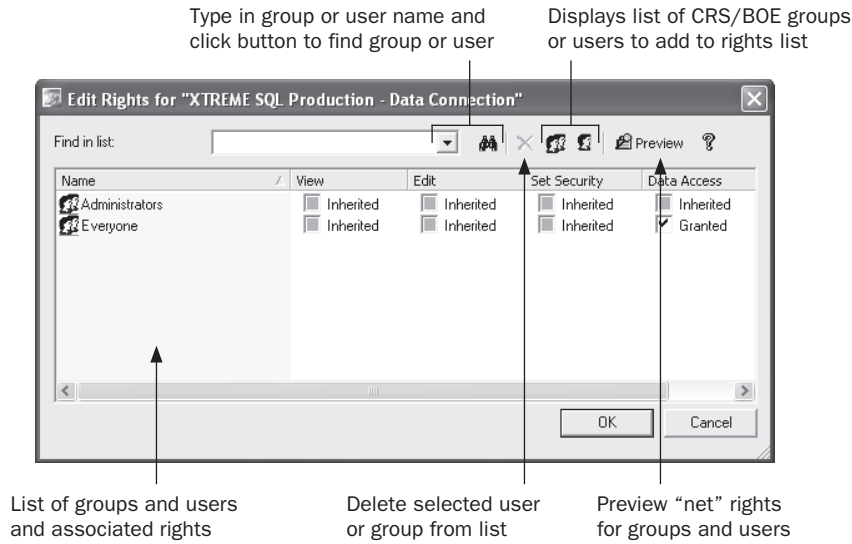 Type in group or user name and
click button to find group or user
Displays list of CRS/BOE groups
or users to add to rights list
Edit Rights for "XTREME SQL Production - Data Connection"
Find in list:
Preview
Name View Edit Set Security Data Access
Administrators Inherited Inherited Inherited Inherited
Everyone Inherited Inherited Inherited Granted
OK Cancel
List of groups and users
and associated rights
Delete selected user
or group from list
Preview “net” rights
for groups and users